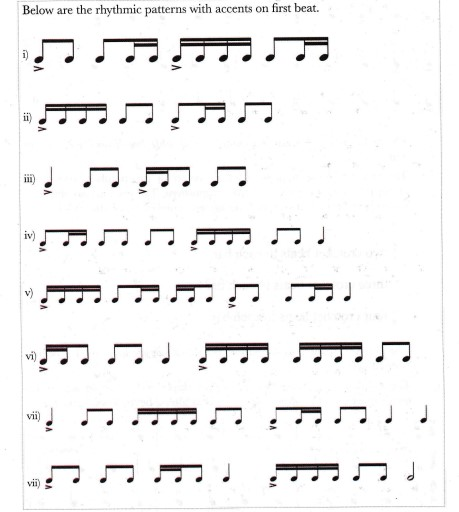 Below are the rhythmic patterns with accents on first beat.
i)
ii)
iii)
iv)
v)
vi)
vii)
vii)